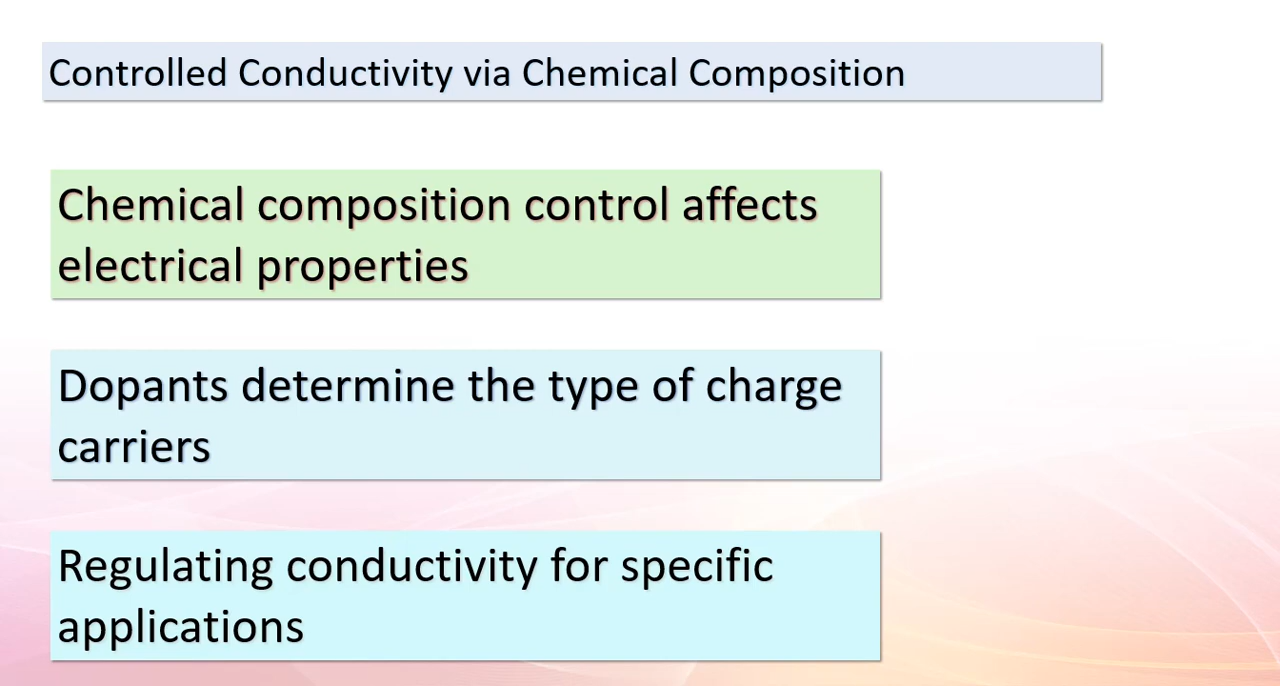 Controlled Conductivity via Chemical Composition
Chemical composition control affects
electrical properties
Dopants determine the type of charge
carriers
Regulating conductivity for specific
applications